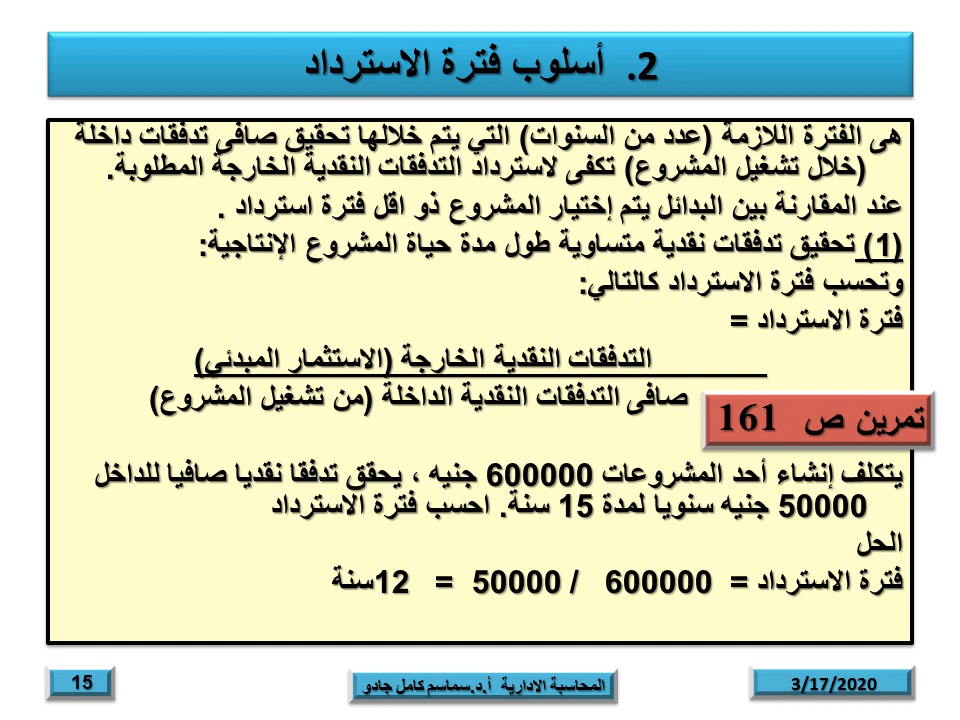 2. أسلوب فترة الاسترداد
هى الفترة اللازمة (عدد من السنوات) التي يتم خلالها تحقيق صافى تدفقات داخلة
(خلال تشغيل المشروع) تكفى لاسترداد التدفقات النقدية الخارجة المطلوبة.
عند المقارنة بين البدائل يتم إختيار المشروع ذو اقل فترة استرداد .
(1) تحقيق تدفقات نقدية متساوية طول مدة حياة المشروع الإنتاجية:
وتحسب فترة الاسترداد كالتالي:
فترة الاسترداد =
التدفقات النقدية الخارجة (الاستثمار المبدئي)
صافى التدفقات النقدية الداخلة (من تشغيل المشروع)
تمرين ص 161
يتكلف إنشاء أحد المشروعات 600000 جنيه ، يحقق تدفقا نقديا صافيا للداخل
50000 جنيه سنويا لمدة 15 سنة. احسب فترة الاسترداد
الحل
فترة الاسترداد = 600000 / 50000 = 12سنة
3/17/2020
المحاسبة الادارية أ.د.سماسم كامل جادو
15